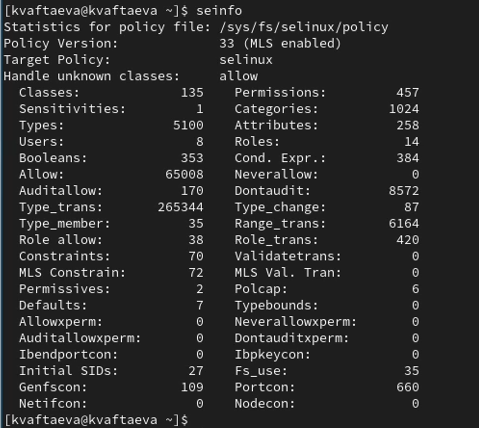 [kvaftaeva@kvaftaeva ~]$ seinfo
Statistics for policy file: /sys/fs/selinux/policy
Policy Version:             33 (MLS enabled)
Target Policy:              selinux
Handle unknown classes:     allow
  Classes:             135    Permissions:         457
  Sensitivities:         1    Categories:         1024
  Types:              5100    Attributes:          258
  Users:                 8    Roles:                14
  Booleans:            353    Cond. Expr.:         384
  Allow:             65008    Neverallow:            0
  Auditallow:          170    Dontaudit:          8572
  Type_trans:       265344    Type_change:          87
  Type_member:          35    Range_trans:        6164
  Role allow:           38    Role_trans:          420
  Constraints:          70    Validatetrans:         0
  MLS Constrain:        72    MLS Val. Tran:         0
  Permissives:           2    Polcap:                6
  Defaults:              7    Typebounds:            0
  Allowxperm:            0    Neverallowxperm:       0
  Auditallowxperm:       0    Dontauditxperm:        0
  Ibendportcon:          0    Ibpkeycon:             0
  Initial SIDs:         27    Fs_use:               35
  Genfscon:            109    Portcon:             660
  Netifcon:              0    Nodecon:               0
[kvaftaeva@kvaftaeva ~]$